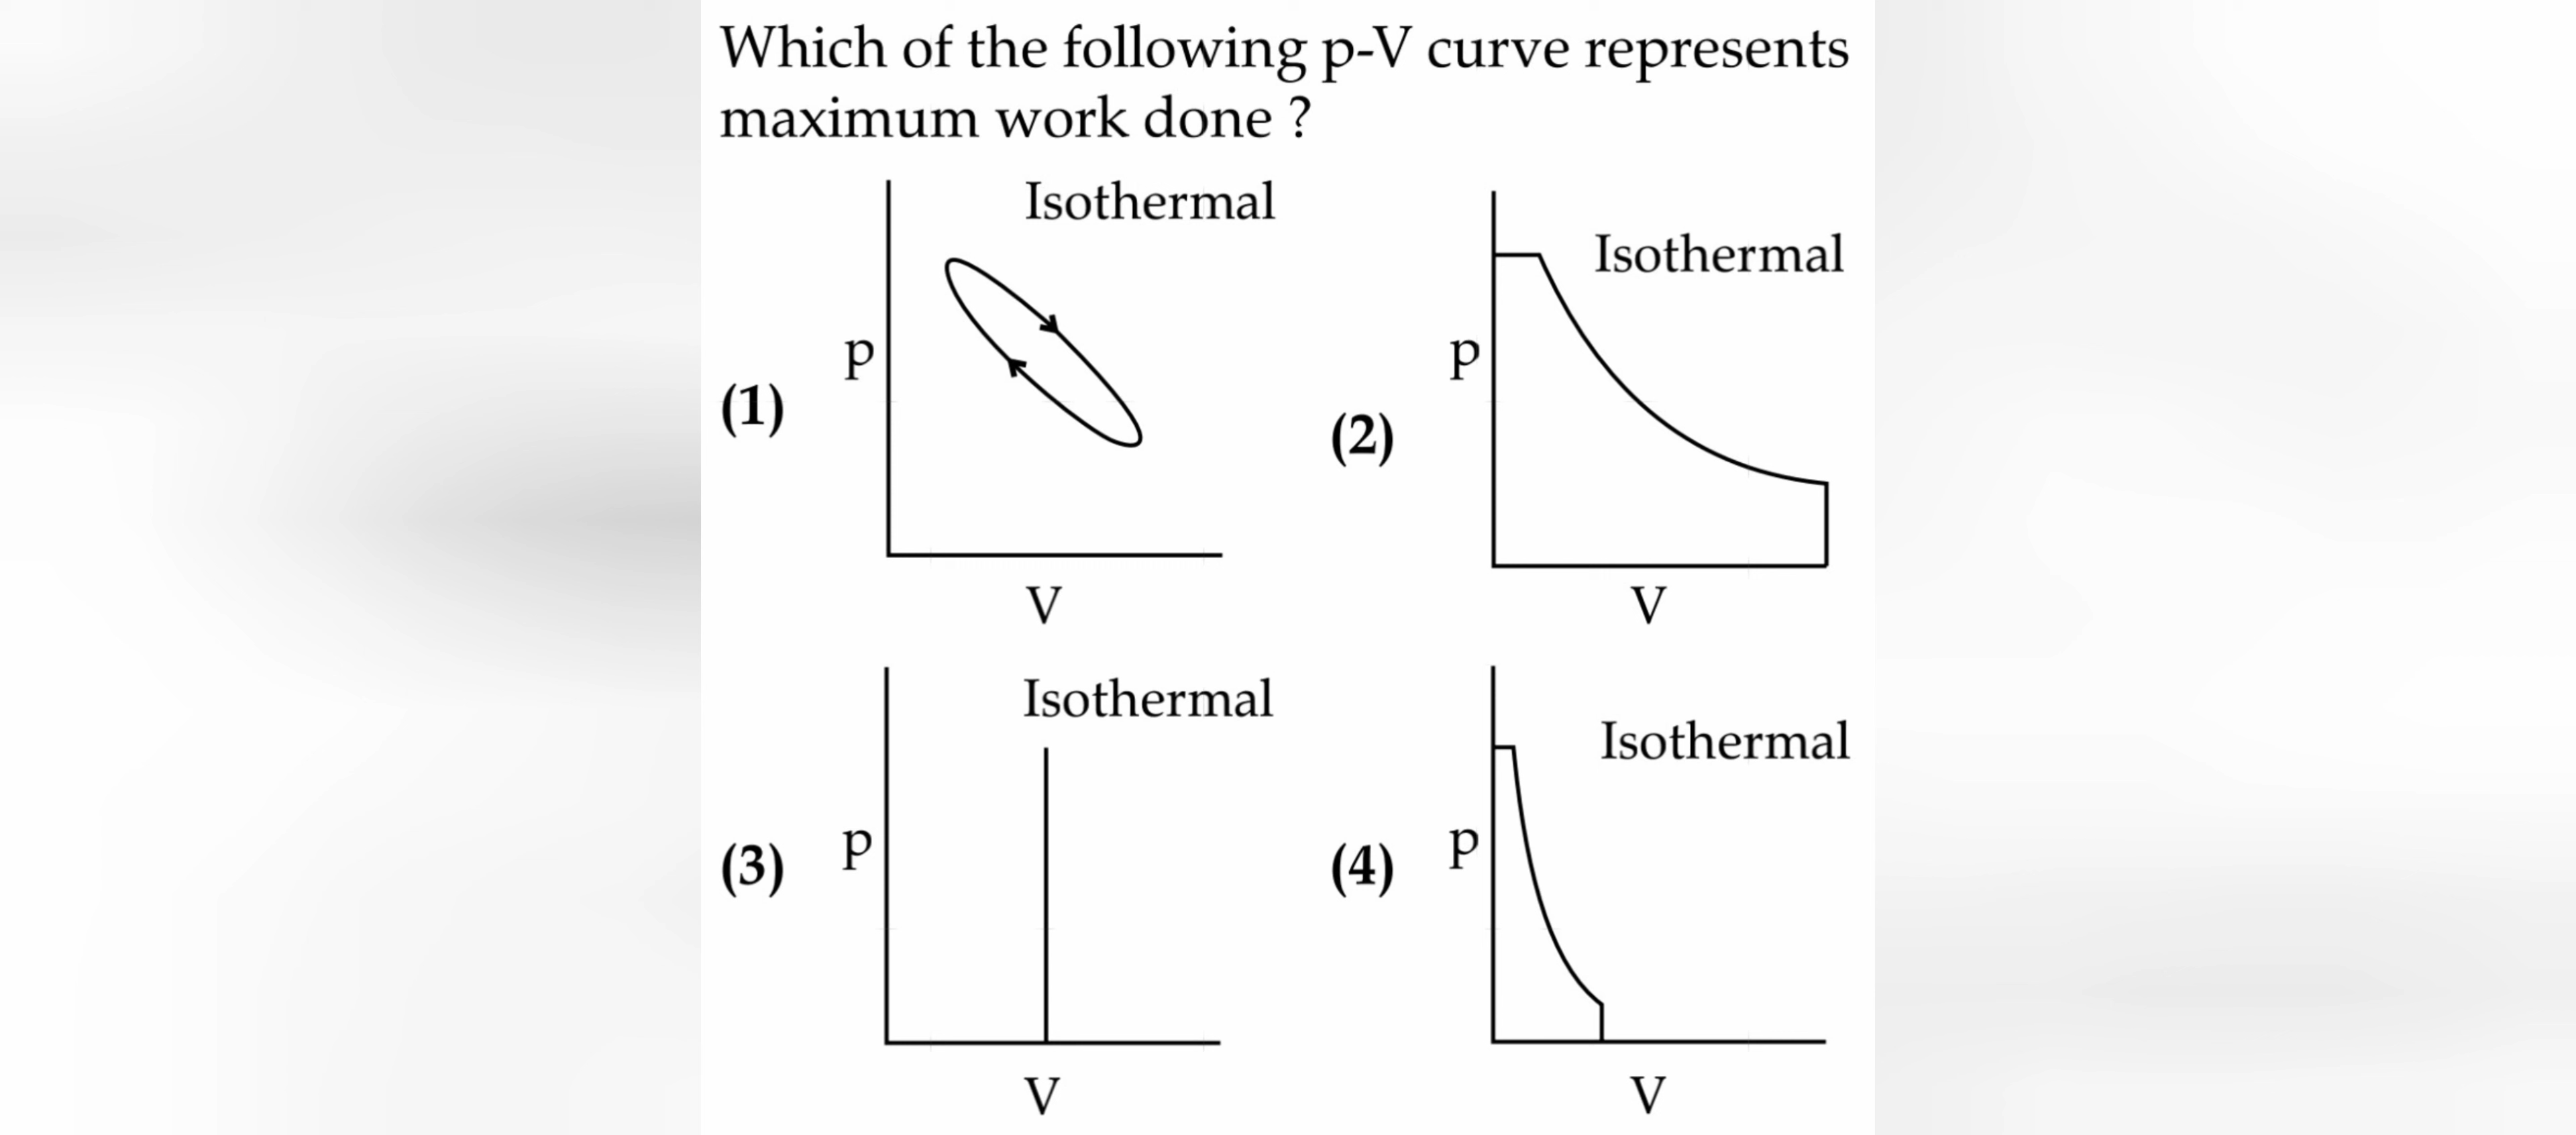 Which of the following p-V curve represents
maximum work done ?
(1)
p
Isothermal
V
(2)
p
Isothermal
V
(3)
p
Isothermal
V
(4)
p
Isothermal
V